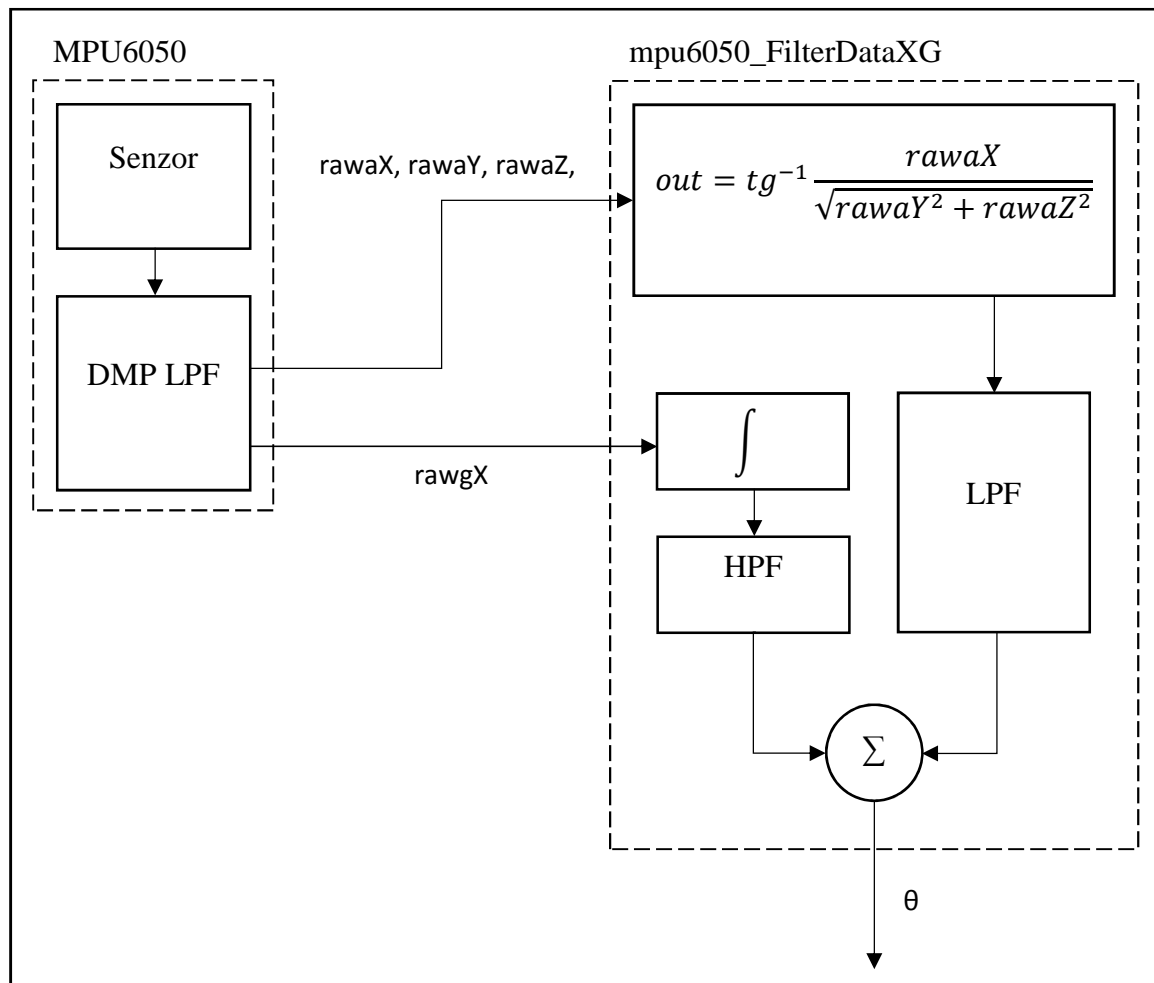 MPU6050
mpu6050_FilterDataXG
Senzor
rawaX, rawaY, rawaZ,
out = tg⁻¹ rawaX / √(rawaY² + rawaZ²)
DMP LPF
∫
rawgX
LPF
HPF
Σ
θ